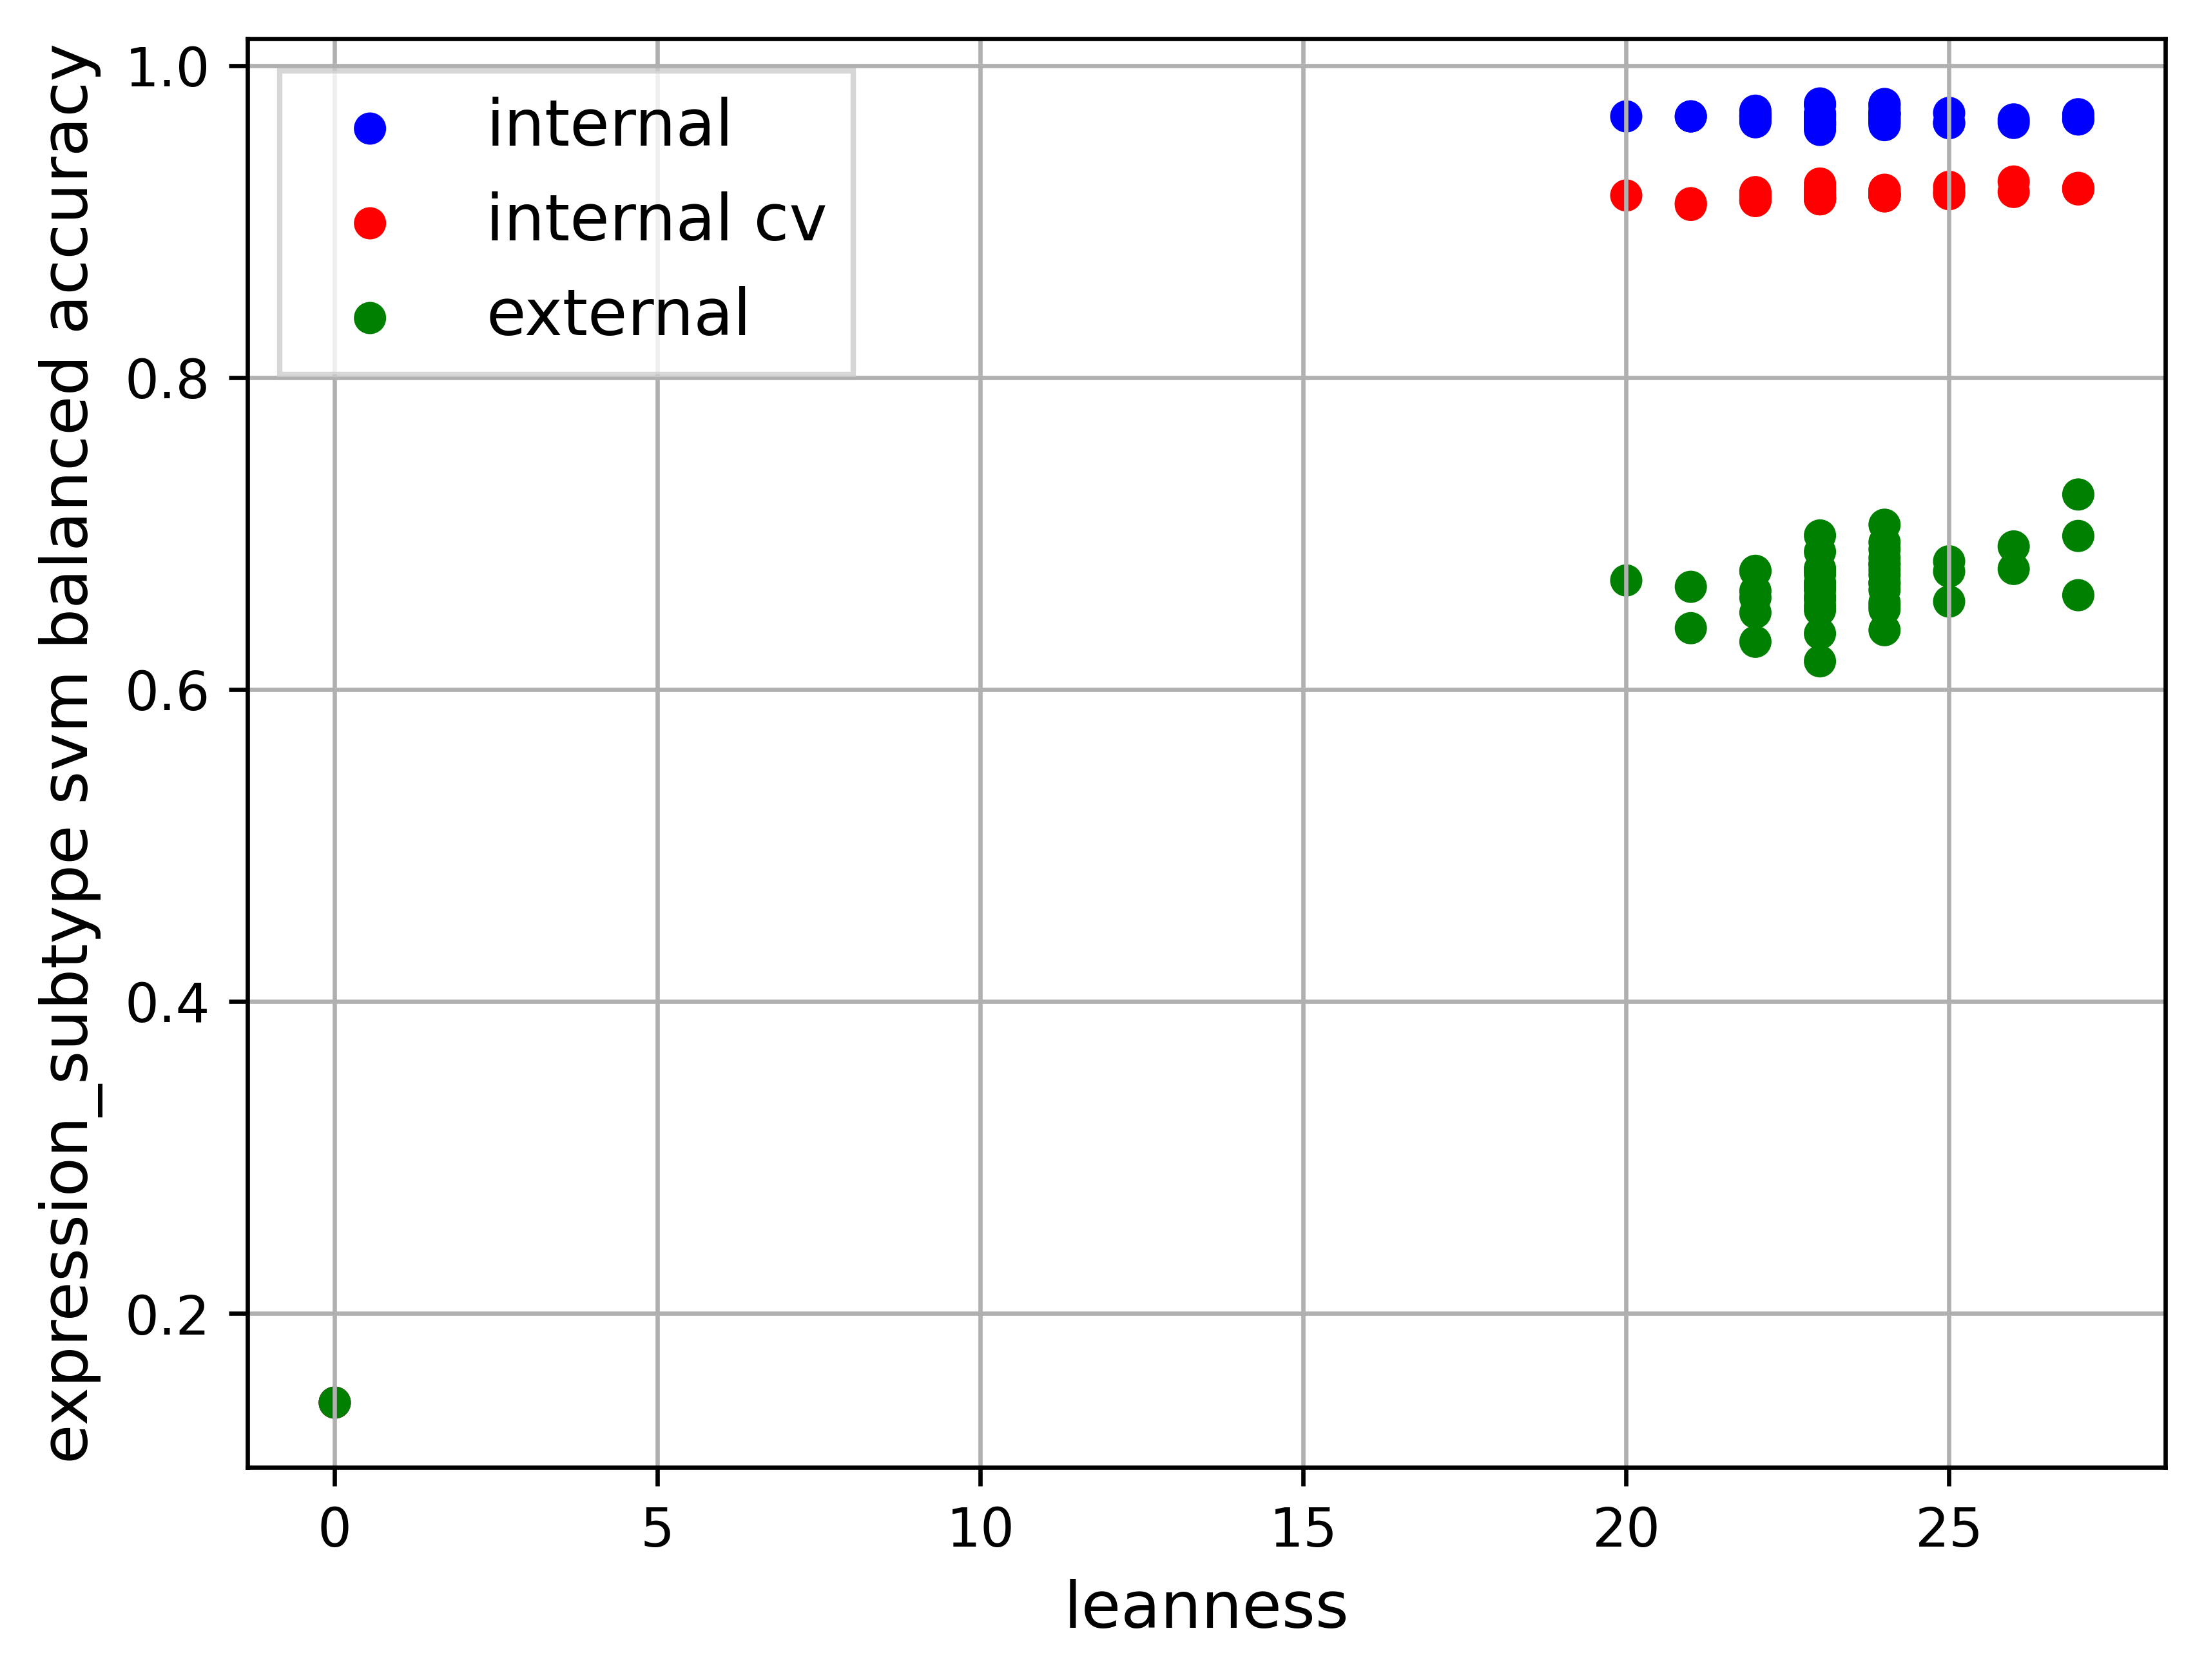 expression_subtype svm balanced accuracy
1.0
0.8
0.6
0.4
0.2
internal
internal cv
external
0 5 10 15 20 25
leanness